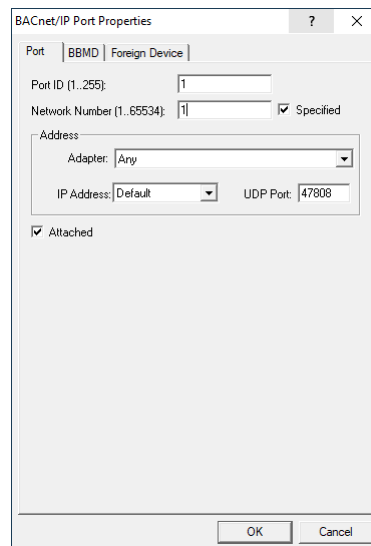 BACnet/IP Port Properties ? ×
Port BBMD Foreign Device
Port ID (1..255): 1
Network Number (1..65534): 1 Specified
Address
Adapter: Any
IP Address: Default UDP Port: 47808
Attached
OK Cancel